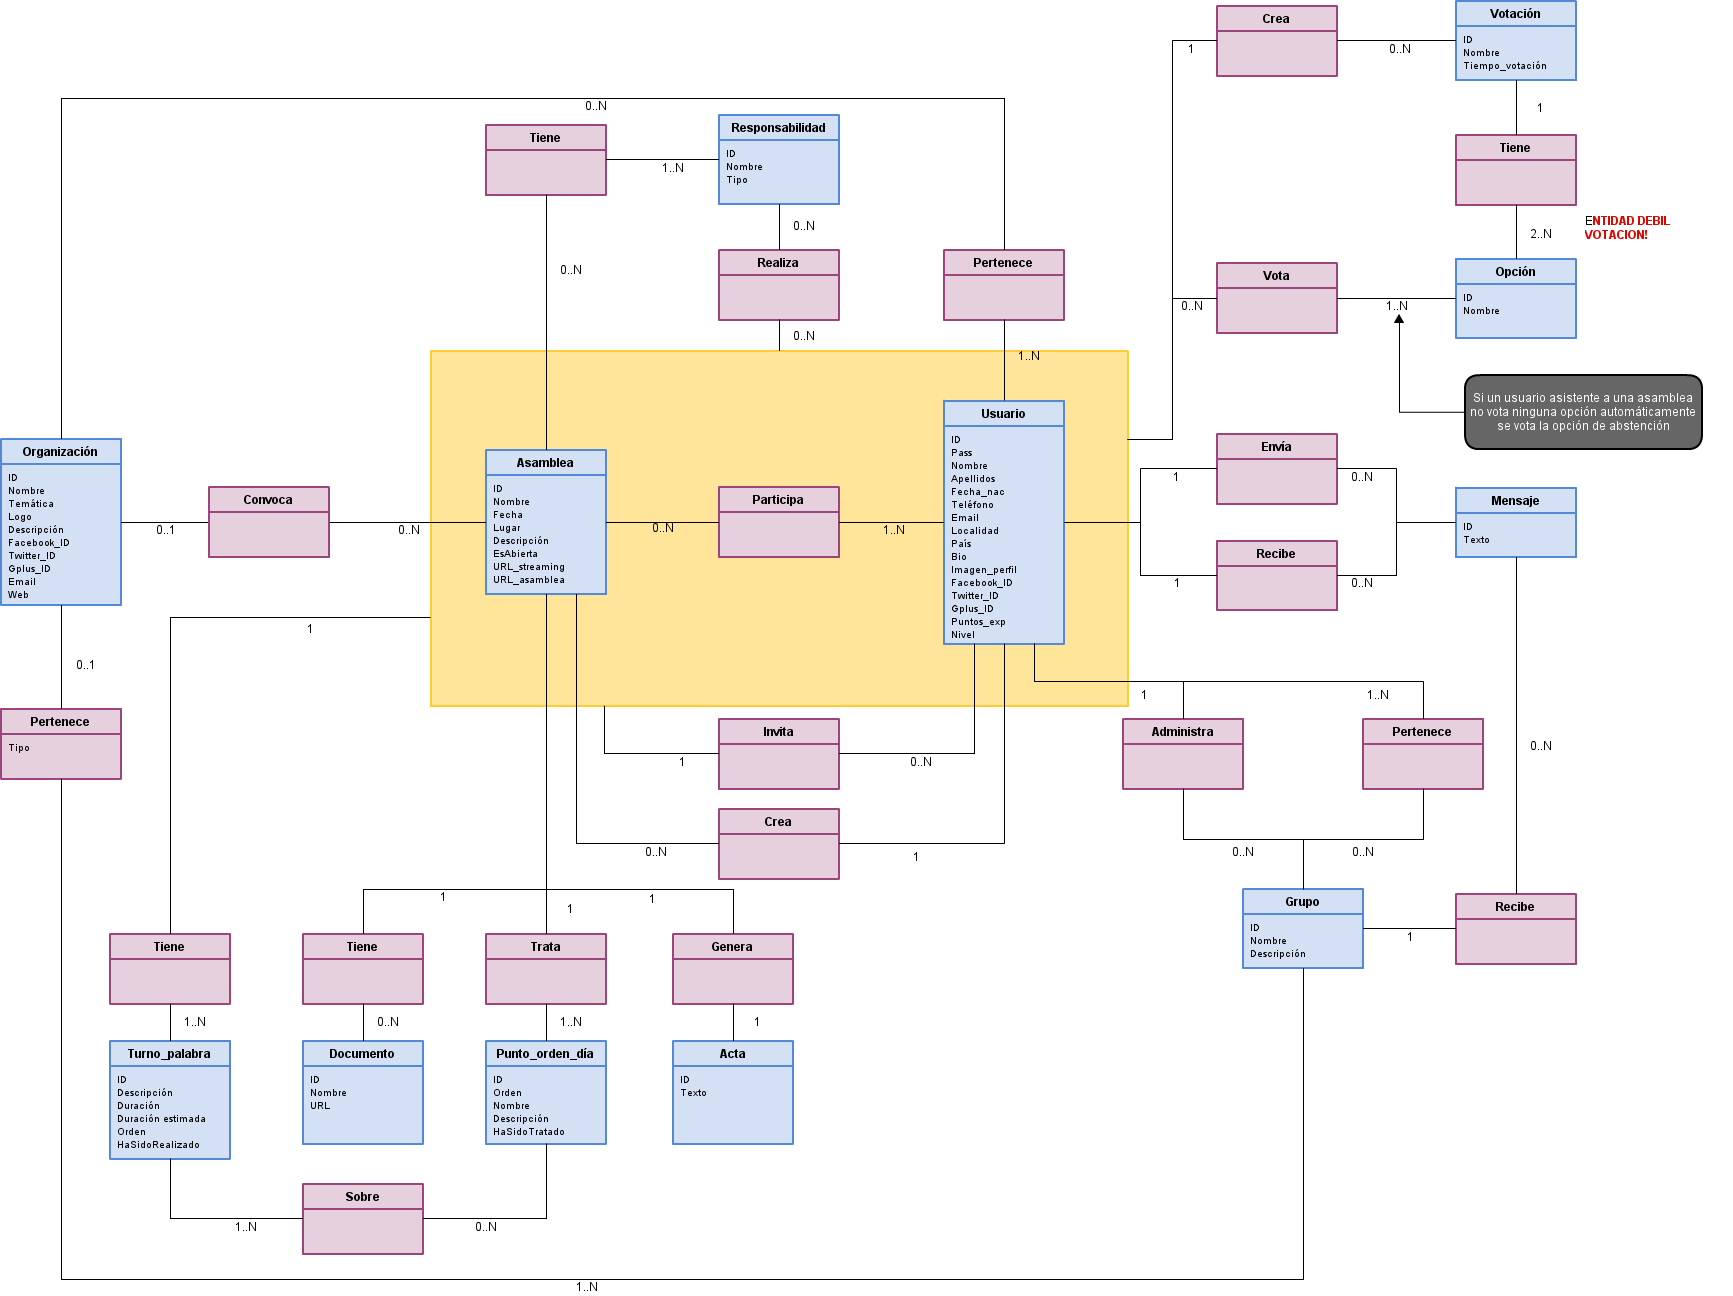 Crea
1
0..N
Votación
ID
Nombre
Tiempo_votación
1
Tiene
2..N
ENTIDAD DEBIL
VOTACION!
0..N
Tiene
1..N
Responsabilidad
ID
Nombre
Tipo
0..N
0..N
Realiza
0..N
Pertenece
1..N
Vota
0..N
1..N
Opción
ID
Nombre
Si un usuario asistente a una asamblea
no vota ninguna opción automáticamente
se vota la opción de abstención
Organización
ID
Nombre
Temática
Logo
Descripción
Facebook_ID
Twitter_ID
Gplus_ID
Email
Web
0..1
Convoca
0..N
Asamblea
ID
Nombre
Fecha
Lugar
Descripción
EsAbierta
URL_streaming
URL_asamblea
0..N
Participa
1..N
Usuario
ID
Pass
Nombre
Apellidos
Fecha_nac
Teléfono
Email
Localidad
País
Bio
Imagen_perfil
Facebook_ID
Twitter_ID
Gplus_ID
Puntos_exp
Nivel
Envía
1
0..N
Recibe
1
0..N
Mensaje
ID
Texto
1
0..1
Pertenece
Tipo
Invita
1
0..N
Crea
0..N
1
1
1..N
Administra
Pertenece
0..N
0..N
0..N
Grupo
ID
Nombre
Descripción
1
Recibe
1
1
1
Tiene
Tiene
Trata
Genera
1..N
0..N
1..N
1
Turno_palabra
ID
Descripción
Duración
Duración estimada
Orden
HaSidoRealizado
Documento
ID
Nombre
URL
Punto_orden_día
ID
Orden
Nombre
Descripción
HaSidoTratado
Acta
ID
Texto
Sobre
1..N
0..N
1..N